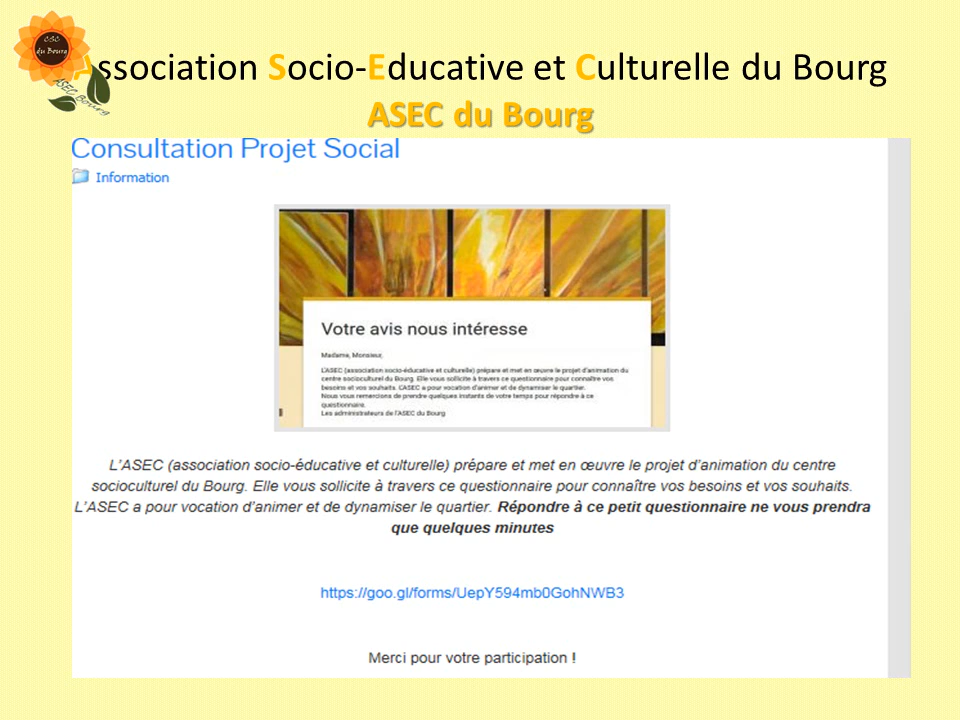 CSC
du Bourg
ASEC Bourg
Association Socio-Educative et Culturelle du Bourg
ASEC du Bourg
Consultation Projet Social
Information
Votre avis nous intéresse
Madame, Monsieur,
L'ASEC (association socio-éducative et culturelle) prépare et met en œuvre le projet d'animation du
centre socioculturel du Bourg. Elle vous sollicite à travers ce questionnaire pour connaître vos
besoins et vos souhaits. L'ASEC a pour vocation d'animer et de dynamiser le quartier.
Nous vous remercions de prendre quelques instants de votre temps pour répondre à ce
questionnaire.
Les administrateurs de l'ASEC du Bourg
L'ASEC (association socio-éducative et culturelle) prépare et met en œuvre le projet d'animation du centre
socioculturel du Bourg. Elle vous sollicite à travers ce questionnaire pour connaître vos besoins et vos souhaits.
L'ASEC a pour vocation d'animer et de dynamiser le quartier. Répondre à ce petit questionnaire ne vous prendra
que quelques minutes
https://goo.gl/forms/UepY594mb0GohNWB3
Merci pour votre participation !